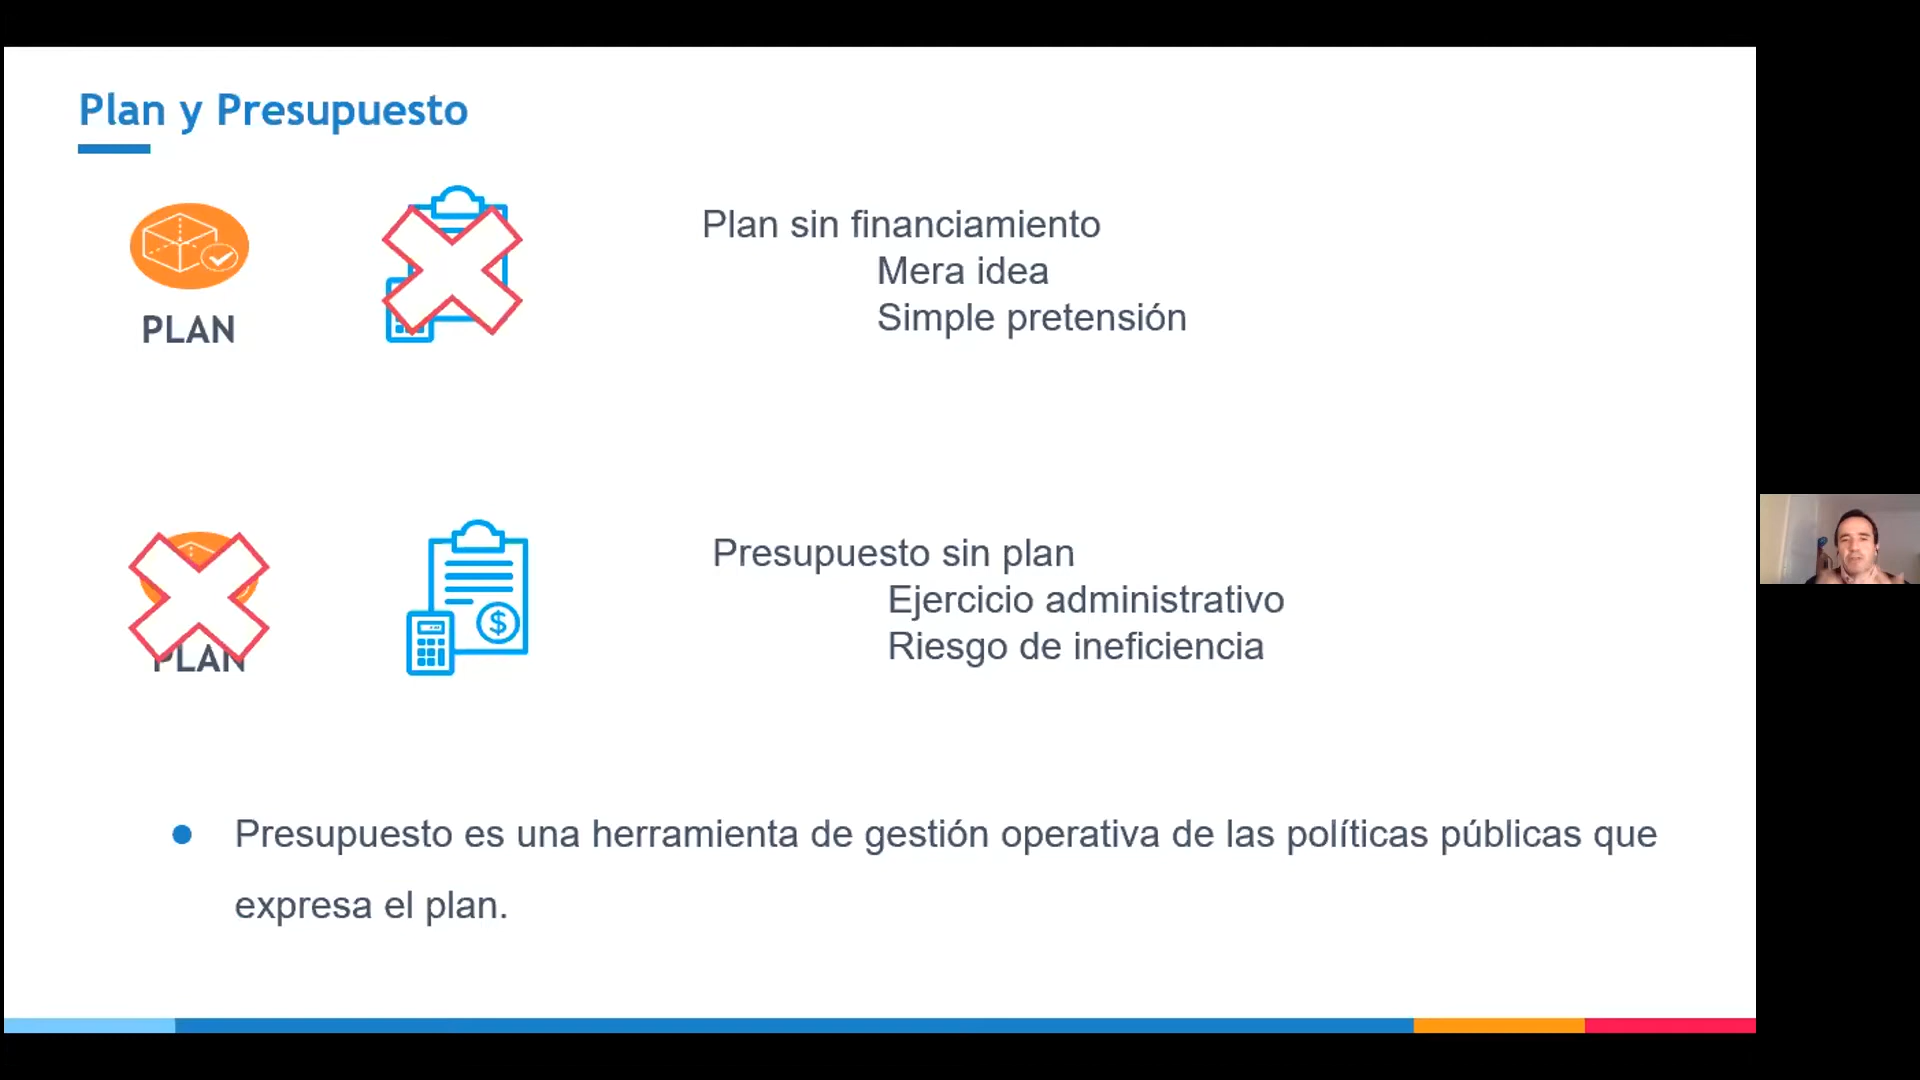 Plan y Presupuesto
PLAN
Plan sin financiamiento
Mera idea
Simple pretensión
PLAN
$
Presupuesto sin plan
Ejercicio administrativo
Riesgo de ineficiencia
Presupuesto es una herramienta de gestión operativa de las políticas públicas que
expresa el plan.